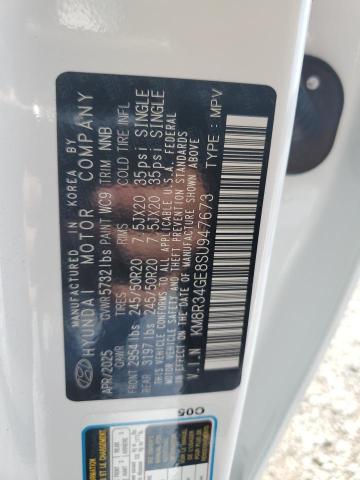 MANUFACTURED IN KOREA BY
HYUNDAI MOTOR COMPANY
APR/2025 GVWR 5732 lbs PAINT WC9 TRIM NNB
GAWR TIRES RIMS COLD TIRE INFL
FRONT 2954 lbs 245/50R20 7.5JX20 35psi SINGLE
REAR 3197 lbs 245/50R20 7.5JX20 35psi SINGLE
THIS VEHICLE CONFORMS TO ALL APPLICABLE U.S.A. FEDERAL
MOTOR VEHICLE SAFETY, BUMPER, AND THEFT PREVENTION STANDARDS
IN EFFECT ON THE DATE OF MANUFACTURE SHOWN ABOVE
V.I.N KM8R34GE8SU947673 TYPE: MPV
C05